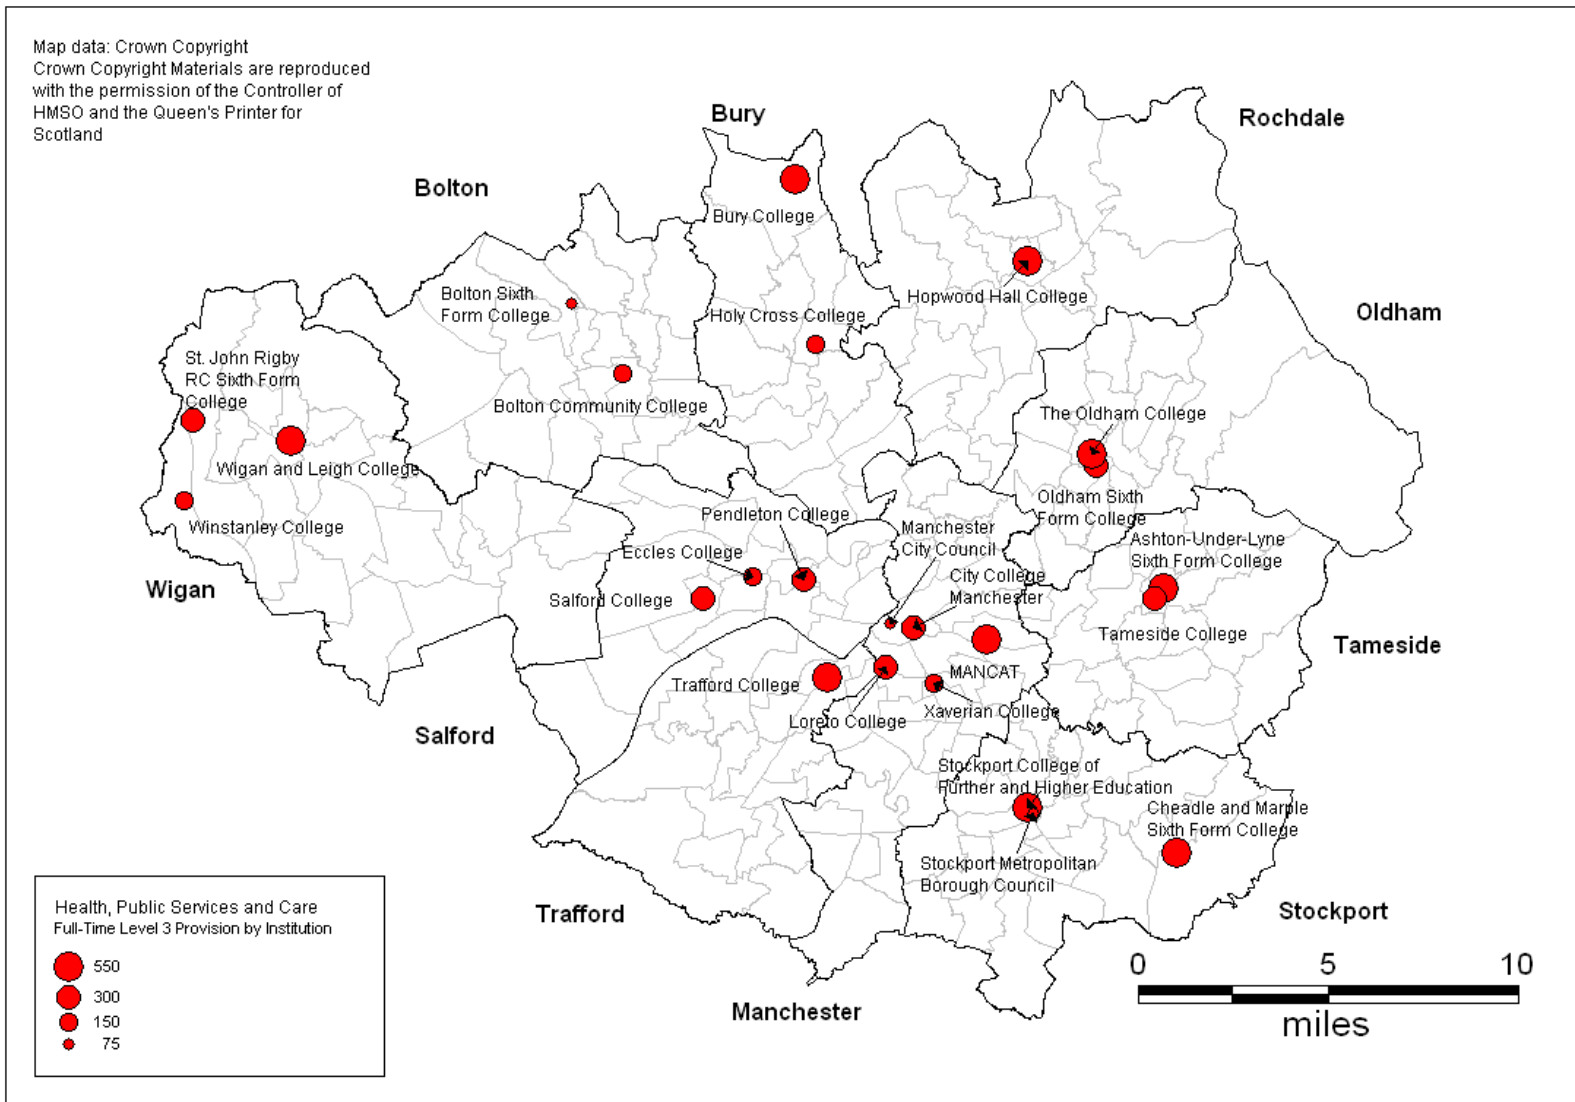 Map data: Crown Copyright
Crown Copyright Materials are reproduced
with the permission of the Controller of
HMSO and the Queen's Printer for
Scotland
Bury
Rochdale
Bolton
Bury College
Bolton Sixth
Form College
Holy Cross College
Hopwood Hall College
Oldham
St. John Rigby
RC Sixth Form
College
Bolton Community College
The Oldham College
Wigan and Leigh College
Winstanley College
Pendleton College
Oldham Sixth
Form College
Manchester
City Council
Eccles College
Ashton-Under-Lyne
Sixth Form College
City College
Manchester
Wigan
Salford College
Tameside College
Tameside
MANCAT
Trafford College
Loreto College
Xaverian College
Salford
Stockport College of
Further and Higher Education
Cheadle and Marple
Sixth Form College
Stockport Metropolitan
Borough Council
Trafford
Stockport
Manchester
Health, Public Services and Care
Full-Time Level 3 Provision by Institution
550
300
150
75
0 5 10
miles